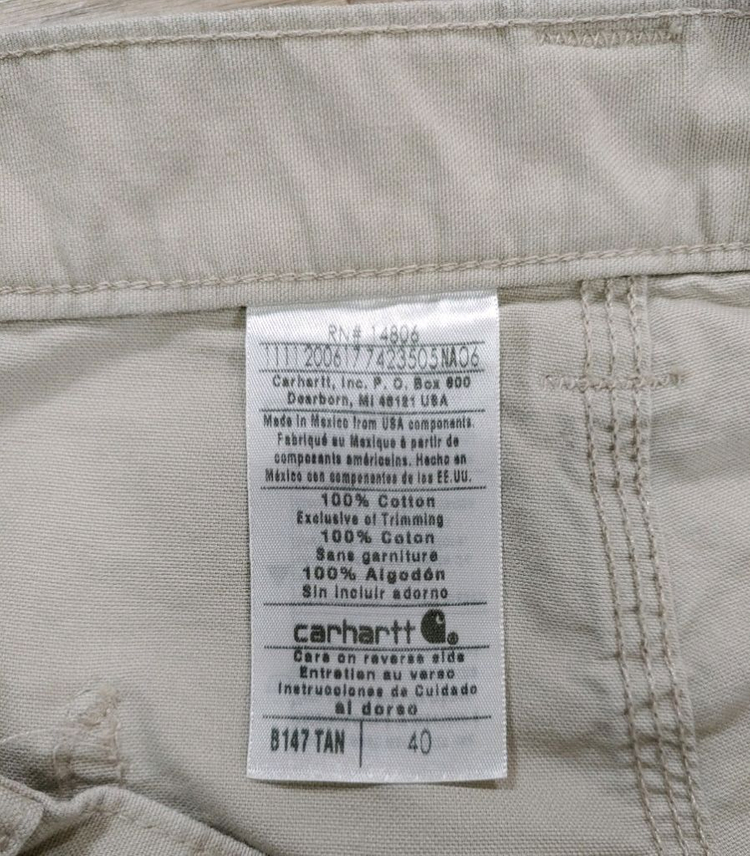 RN# 14806
11112006177423505NA06
Carhartt, Inc. P. O. Box 600
Dearborn, MI 48121 USA
Made in Mexico from USA components.
Fabriqué au Mexique à partir de
composants américains. Hecho en
México con componentes de los EE.UU.
100% Cotton
Exclusive of Trimming
100% Coton
Sans garniture
100% Algodón
Sin incluir adorno
carhartt
Care on reverse side
Entretien au verso
Instrucciones de Cuidado
al dorso
B147 TAN 40